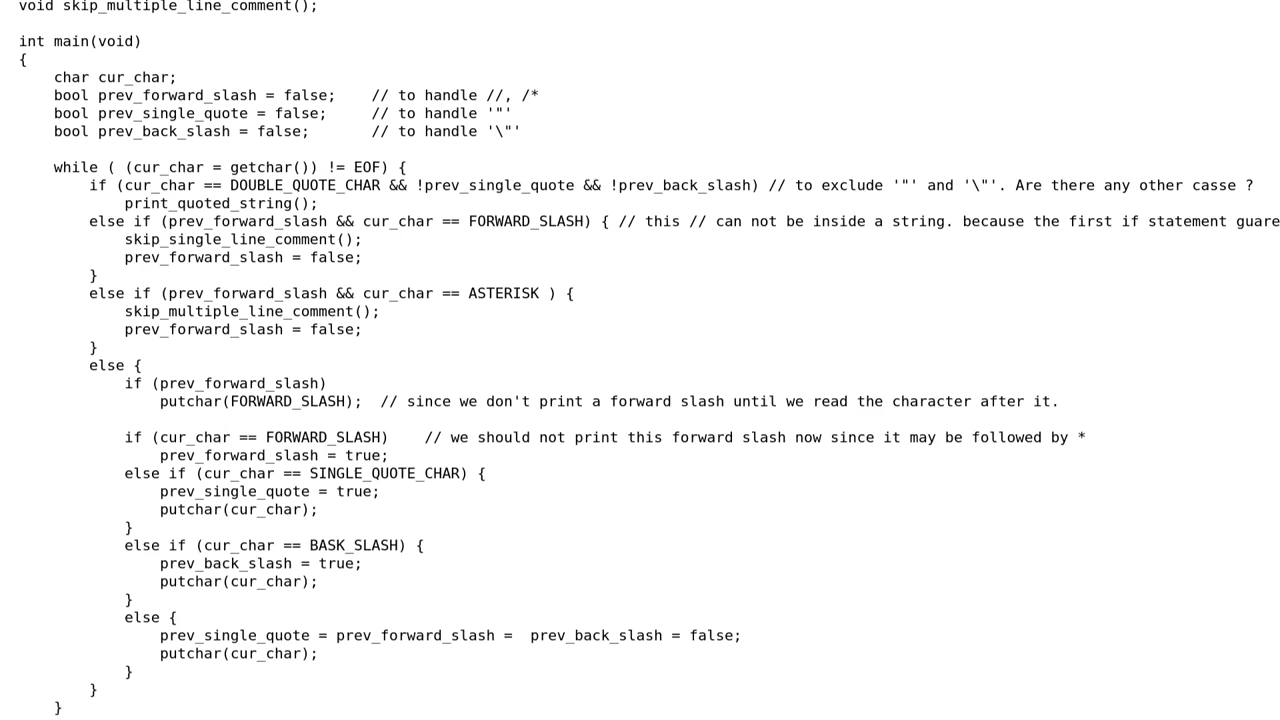 void skip_multiple_line_comment();

int main(void)
{
    char cur_char;
    bool prev_forward_slash = false;    // to handle //, /*
    bool prev_single_quote = false;     // to handle '"'
    bool prev_back_slash = false;       // to handle '\"'

    while ( (cur_char = getchar()) != EOF) {
        if (cur_char == DOUBLE_QUOTE_CHAR && !prev_single_quote && !prev_back_slash) // to exclude '"' and '\"'. Are there any other casse ?
            print_quoted_string();
        else if (prev_forward_slash && cur_char == FORWARD_SLASH) { // this // can not be inside a string. because the first if statement guare
            skip_single_line_comment();
            prev_forward_slash = false;
        }
        else if (prev_forward_slash && cur_char == ASTERISK ) {
            skip_multiple_line_comment();
            prev_forward_slash = false;
        }
        else {
            if (prev_forward_slash)
                putchar(FORWARD_SLASH);  // since we don't print a forward slash until we read the character after it.

            if (cur_char == FORWARD_SLASH)    // we should not print this forward slash now since it may be followed by *
                prev_forward_slash = true;
            else if (cur_char == SINGLE_QUOTE_CHAR) {
                prev_single_quote = true;
                putchar(cur_char);
            }
            else if (cur_char == BASK_SLASH) {
                prev_back_slash = true;
                putchar(cur_char);
            }
            else {
                prev_single_quote = prev_forward_slash =  prev_back_slash = false;
                putchar(cur_char);
            }
        }
    }